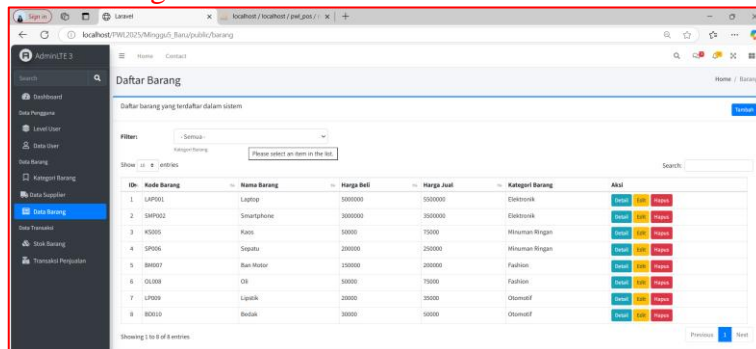 Sign in
Laravel
localhost / localhost / pwl_pos /
localhost/PWL2025/Minggu5_Baru/public/barang
AdminLTE 3
Home Contact
Search
Daftar Barang
Home / Barang
Dashboard
Data Pengguna
Daftar barang yang terdaftar dalam sistem
Tambah
Level User
Data User
Filter:
- Semua -
Kategori Barang
Please select an item in the list.
Data Barang
Kategori Barang
Show 10 entries
Search:
Data Supplier
Data Barang
Data Transaksi
Stok Barang
Transaksi Penjualan
ID Kode Barang Nama Barang Harga Beli Harga Jual Kategori Barang Aksi
1 LAP001 Laptop 5000000 5500000 Elektronik Detail Edit Hapus
2 SMP002 Smartphone 3000000 3500000 Elektronik Detail Edit Hapus
3 KS005 Kaos 50000 75000 Minuman Ringan Detail Edit Hapus
4 SP006 Sepatu 200000 250000 Minuman Ringan Detail Edit Hapus
5 BM007 Ban Motor 150000 200000 Fashion Detail Edit Hapus
6 OL008 Oli 50000 75000 Fashion Detail Edit Hapus
7 LP009 Lipstik 20000 35000 Otomotif Detail Edit Hapus
8 BD010 Bedak 30000 50000 Otomotif Detail Edit Hapus
Showing 1 to 8 of 8 entries
Previous 1 Next